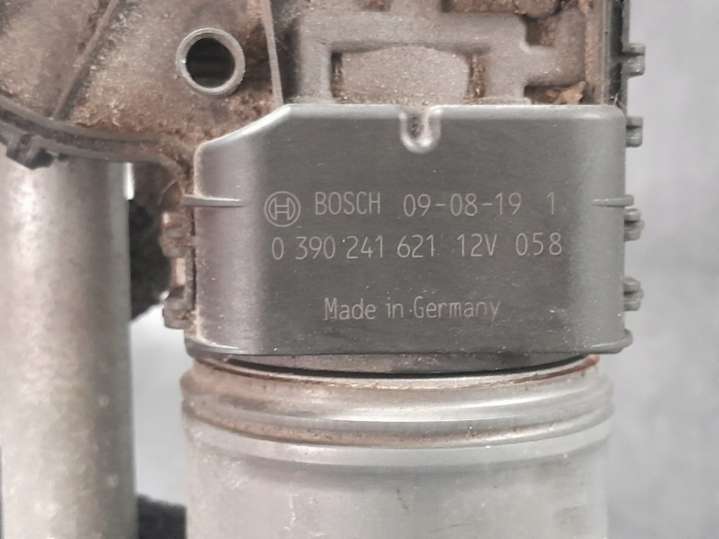 BOSCH 09-08-19 1
0 390 241 621 12V 058
Made in Germany